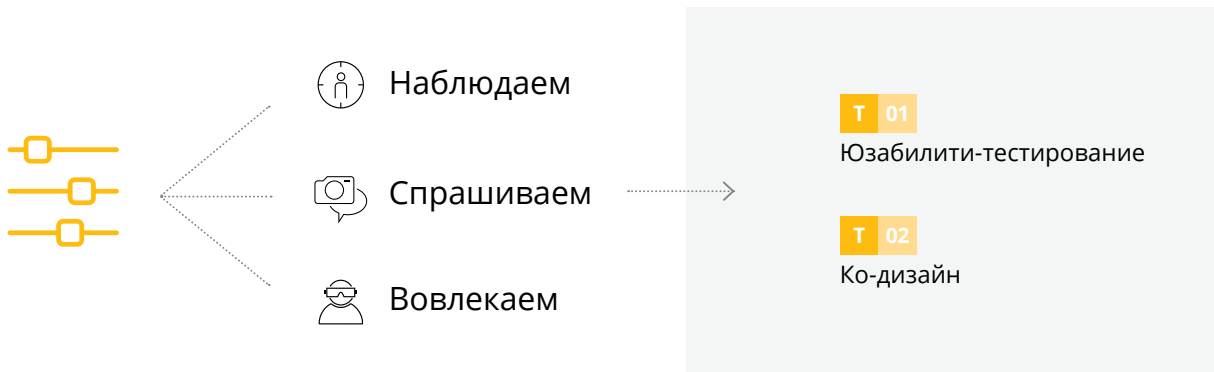 Наблюдаем
Спрашиваем
Вовлекаем
Т 01
Юзабилити-тестирование
Т 02
Ко-дизайн